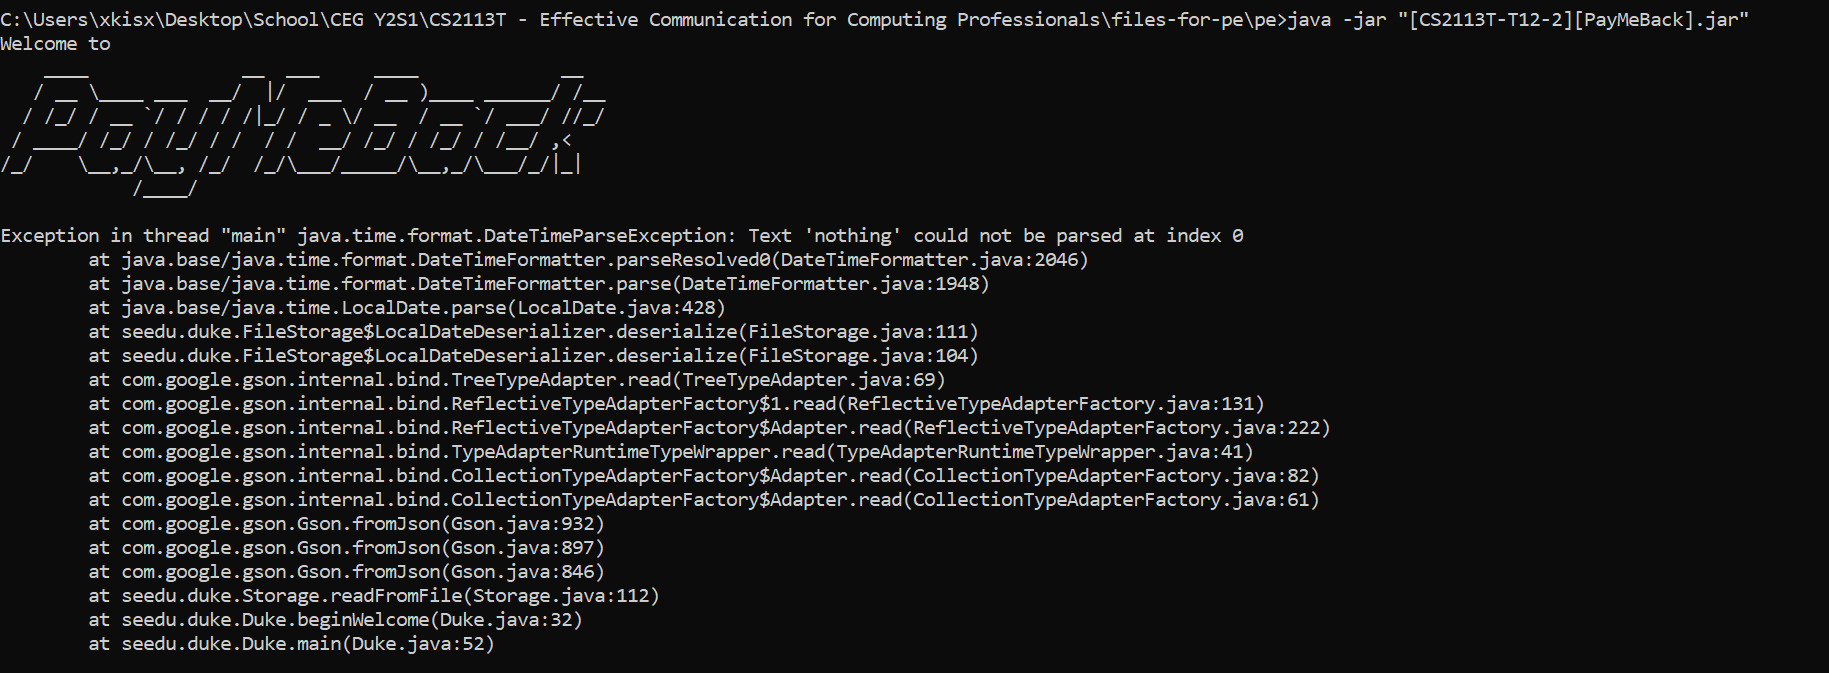 C:\Users\xkisx\Desktop\School\CEG Y2S1\CS2113T - Effective Communication for Computing Professionals\files-for-pe\pe>java -jar "[CS2113T-T12-2][PayMeBack].jar"
Welcome to
PayMeBack
Exception in thread "main" java.time.format.DateTimeParseException: Text 'nothing' could not be parsed at index 0
at java.base/java.time.format.DateTimeFormatter.parseResolved0(DateTimeFormatter.java:2046)
at java.base/java.time.format.DateTimeFormatter.parse(DateTimeFormatter.java:1948)
at java.base/java.time.LocalDate.parse(LocalDate.java:428)
at seedu.duke.FileStorage$LocalDateDeserializer.deserialize(FileStorage.java:111)
at seedu.duke.FileStorage$LocalDateDeserializer.deserialize(FileStorage.java:104)
at com.google.gson.internal.bind.TreeTypeAdapter.read(TreeTypeAdapter.java:69)
at com.google.gson.internal.bind.ReflectiveTypeAdapterFactory$1.read(ReflectiveTypeAdapterFactory.java:131)
at com.google.gson.internal.bind.ReflectiveTypeAdapterFactory$Adapter.read(ReflectiveTypeAdapterFactory.java:222)
at com.google.gson.internal.bind.TypeAdapterRuntimeTypeWrapper.read(TypeAdapterRuntimeTypeWrapper.java:41)
at com.google.gson.internal.bind.CollectionTypeAdapterFactory$Adapter.read(CollectionTypeAdapterFactory.java:82)
at com.google.gson.internal.bind.CollectionTypeAdapterFactory$Adapter.read(CollectionTypeAdapterFactory.java:61)
at com.google.gson.Gson.fromJson(Gson.java:932)
at com.google.gson.Gson.fromJson(Gson.java:897)
at com.google.gson.Gson.fromJson(Gson.java:846)
at seedu.duke.Storage.readFromFile(Storage.java:112)
at seedu.duke.Duke.beginWelcome(Duke.java:32)
at seedu.duke.Duke.main(Duke.java:52)